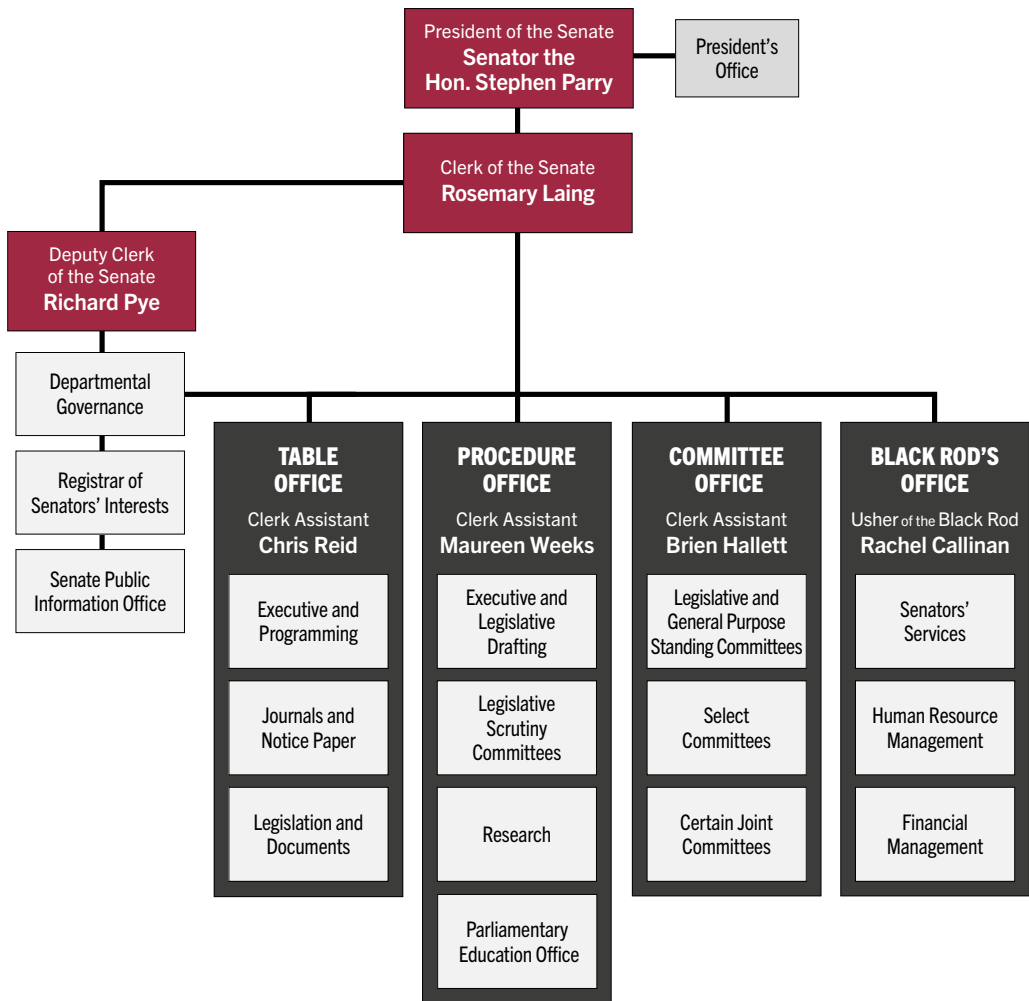 President of the Senate
Senator the
Hon. Stephen Parry
President’s
Office
Clerk of the Senate
Rosemary Laing
Deputy Clerk
of the Senate
Richard Pye
Departmental
Governance
Registrar of
Senators’ Interests
Senate Public
Information Office
TABLE
OFFICE
Clerk Assistant
Chris Reid
Executive and
Programming
Journals and
Notice Paper
Legislation and
Documents
PROCEDURE
OFFICE
Clerk Assistant
Maureen Weeks
Executive and
Legislative
Drafting
Legislative
Scrutiny
Committees
Research
Parliamentary
Education Office
COMMITTEE
OFFICE
Clerk Assistant
Brien Hallett
Legislative and
General Purpose
Standing Committees
Select
Committees
Certain Joint
Committees
BLACK ROD’S
OFFICE
Usher of the Black Rod
Rachel Callinan
Senators’
Services
Human Resource
Management
Financial
Management